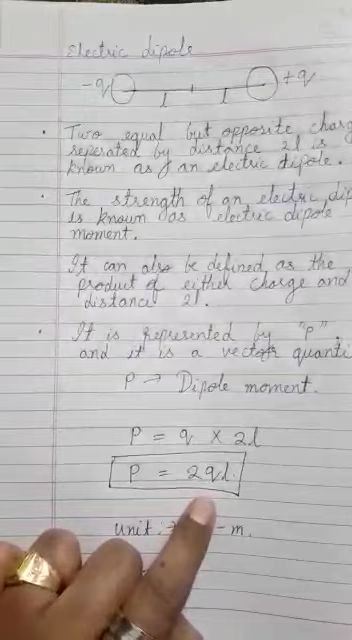 Electric dipole
-q +q
l l
Two equal but opposite charg
seperated by distance 2l is
known as an electric dipole.
The strength of an electric dip
is known as electric dipole
moment.
It can also be defined as the
product of either charge and
distance 2l.
It is represented by "P"
and it is a vector quanti
P → Dipole moment.
P = q × 2l
P = 2ql.
unit: - m.